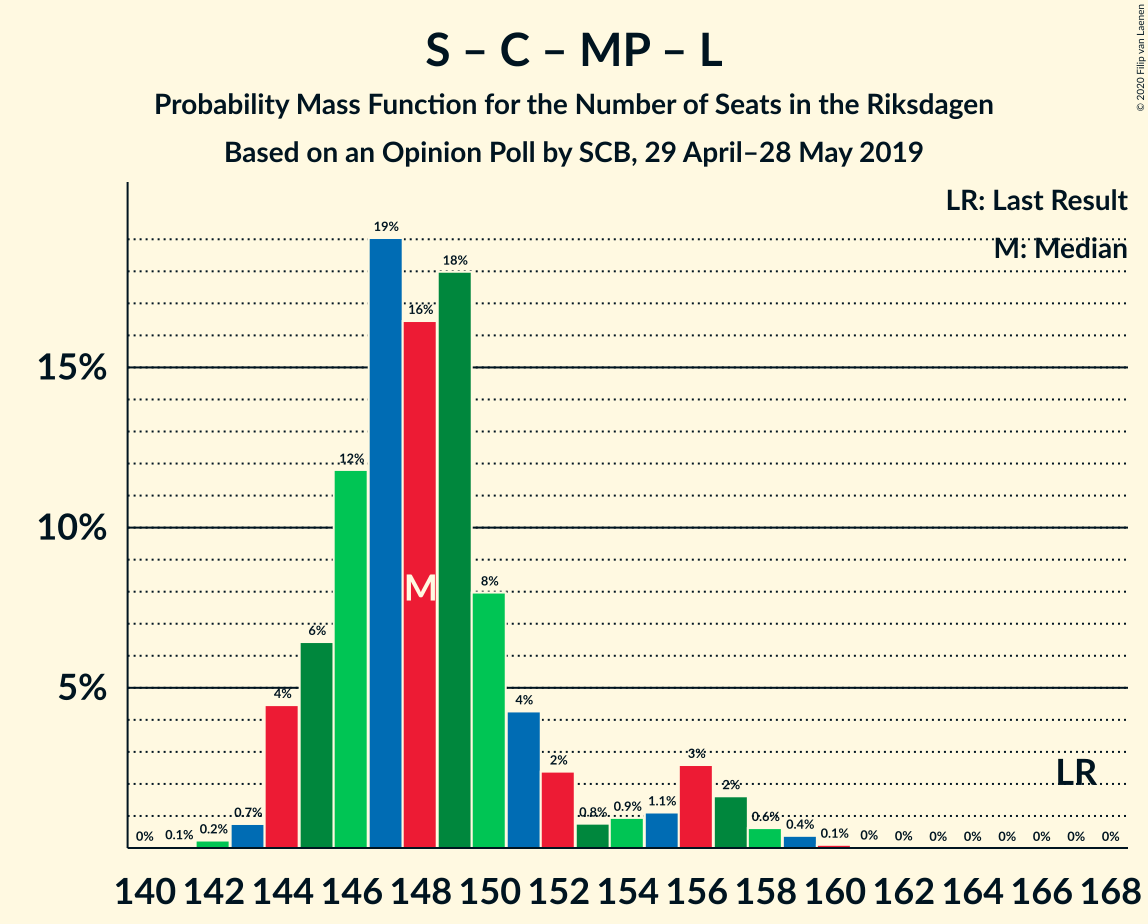 S – C – MP – L
Probability Mass Function for the Number of Seats in the Riksdagen
Based on an Opinion Poll by SCB, 29 April–28 May 2019
© 2020 Filip van Laenen
LR: Last Result
M: Median
15%
10%
5%
0% 0.1% 0.2% 0.7% 4% 6% 12% 19% 16% 18% 8% 4% 2% 0.8% 0.9% 1.1% 3% 2% 0.6% 0.4% 0.1% 0% 0% 0% 0% 0% 0% 0% 0%
M
LR
140 142 144 146 148 150 152 154 156 158 160 162 164 166 168